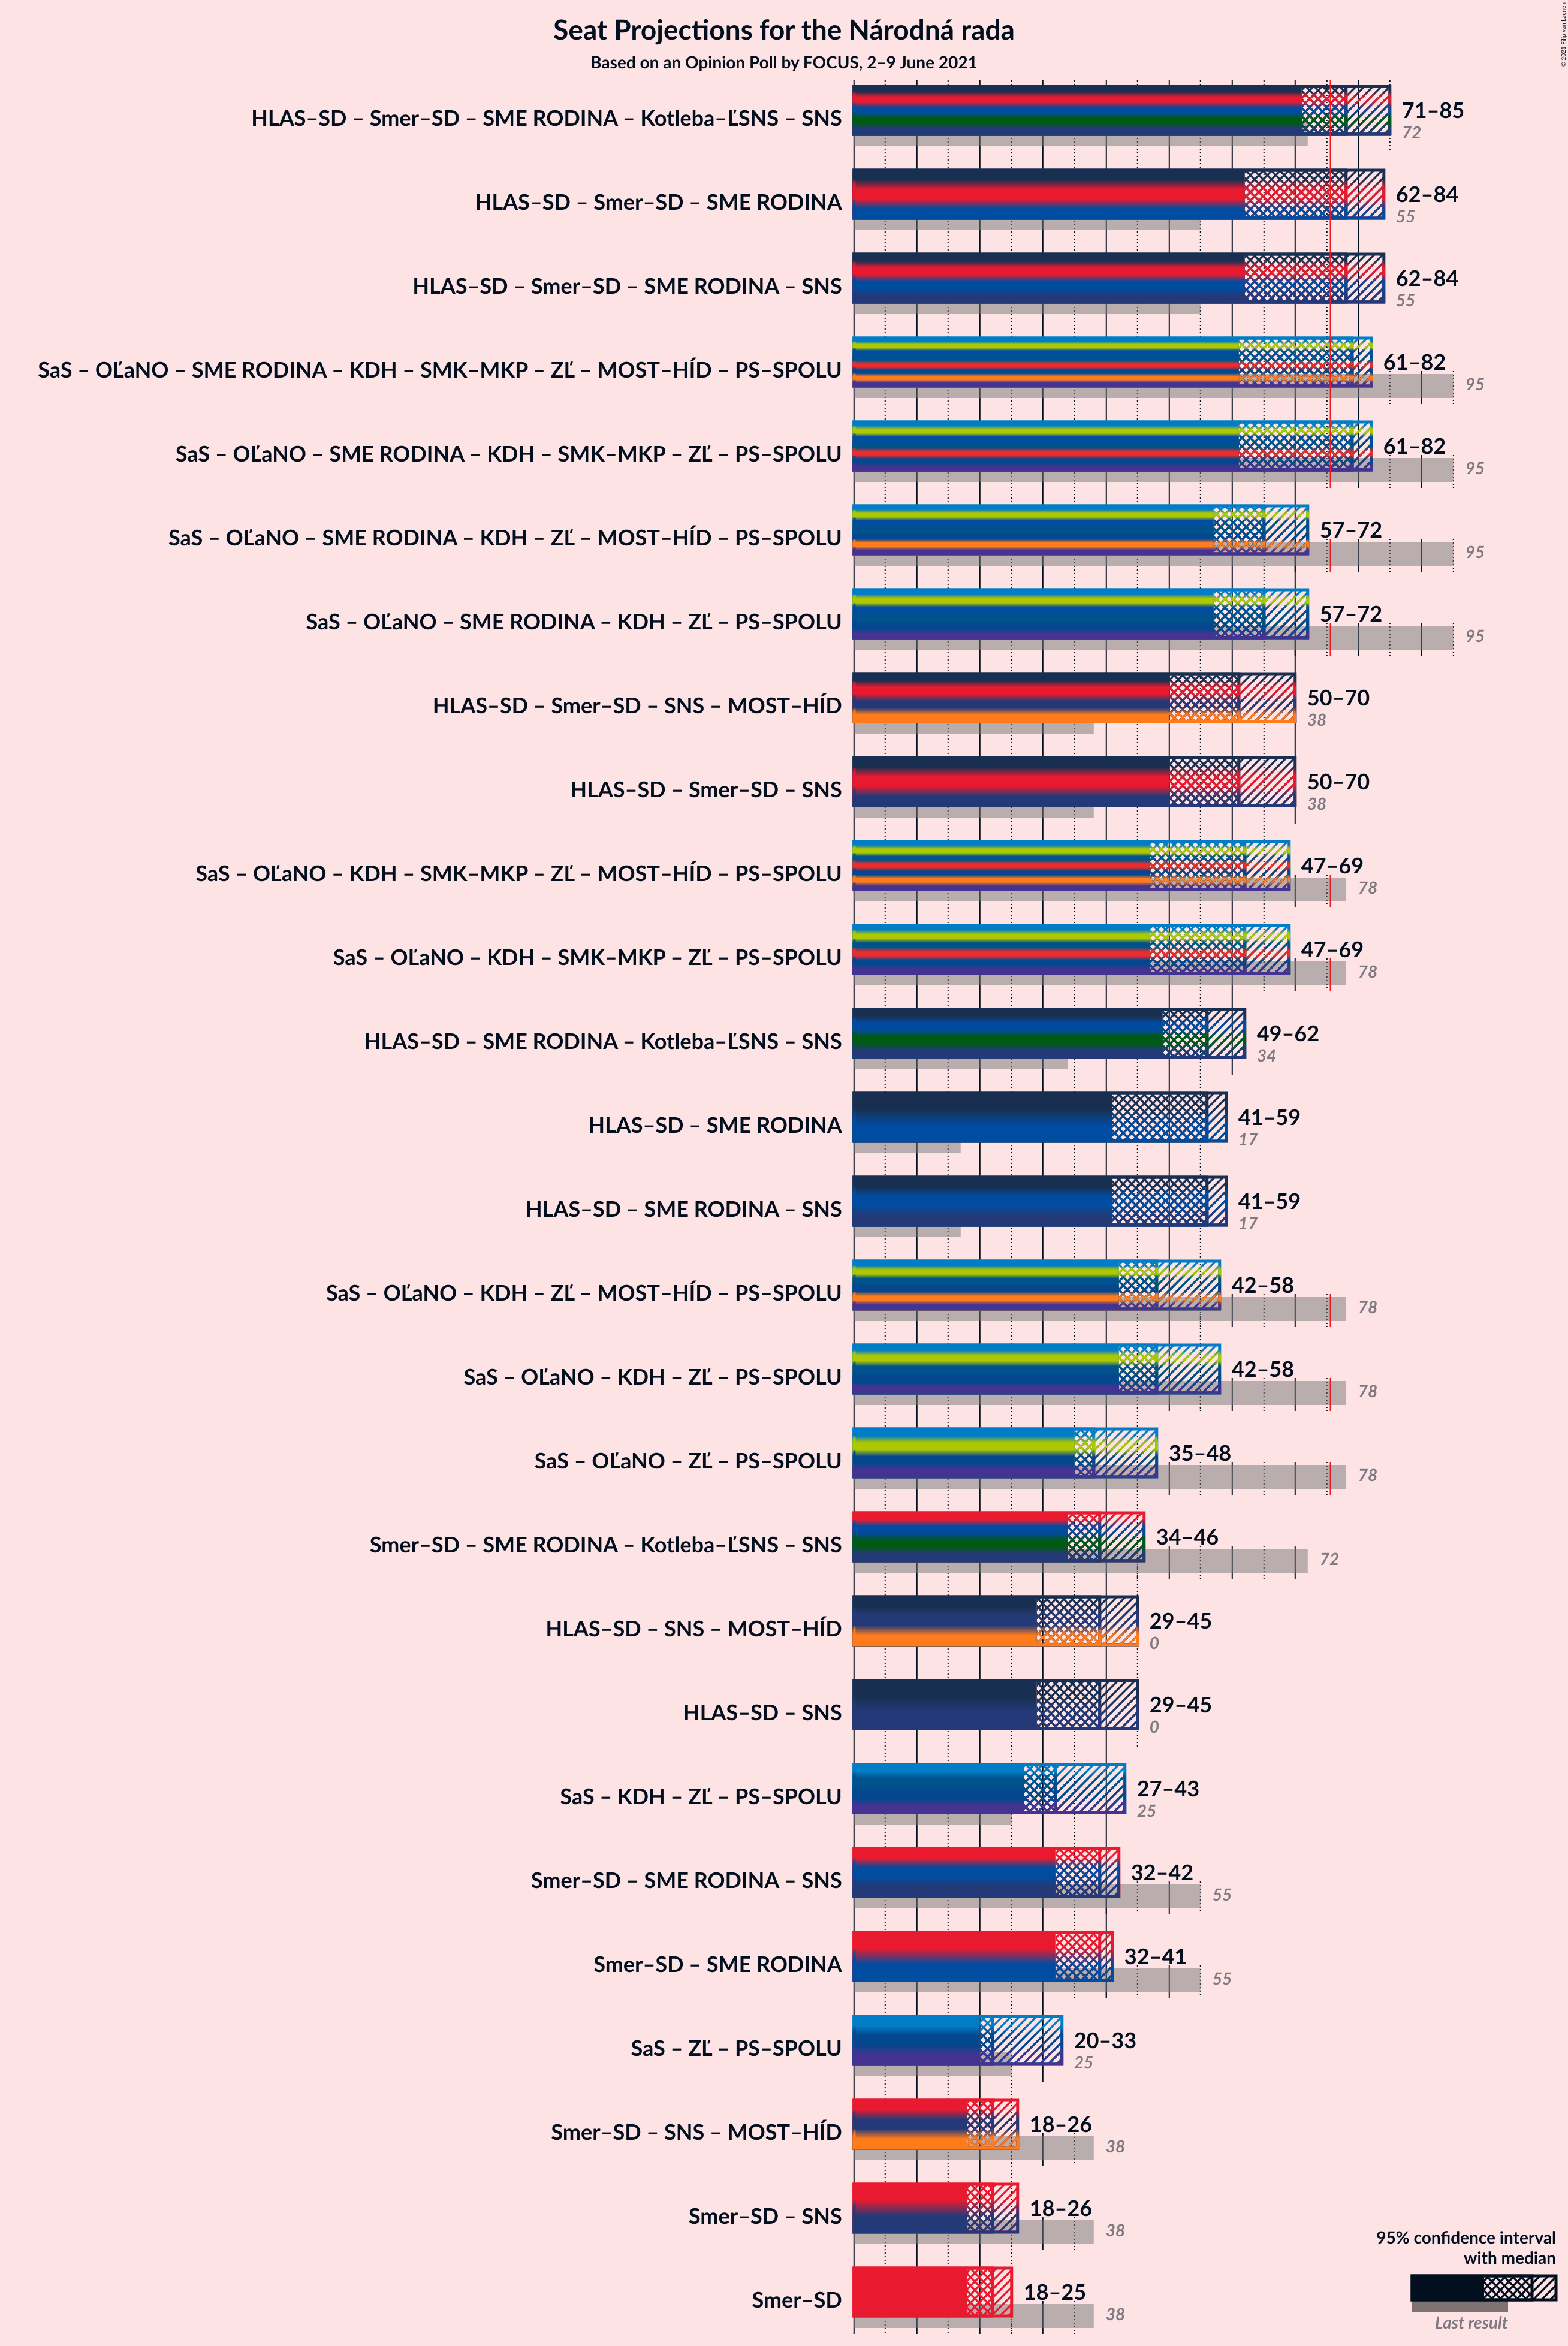 Seat Projections for the Národná rada
Based on an Opinion Poll by FOCUS, 2–9 June 2021
© 2021 Filip van Laenen
HLAS–SD – Smer–SD – SME RODINA – Kotleba–ĽSNS – SNS
71–85
72
HLAS–SD – Smer–SD – SME RODINA
62–84
55
HLAS–SD – Smer–SD – SME RODINA – SNS
62–84
55
SaS – OĽaNO – SME RODINA – KDH – SMK–MKP – ZĽ – MOST–HÍD – PS–SPOLU
61–82
95
SaS – OĽaNO – SME RODINA – KDH – SMK–MKP – ZĽ – PS–SPOLU
61–82
95
SaS – OĽaNO – SME RODINA – KDH – ZĽ – MOST–HÍD – PS–SPOLU
57–72
95
SaS – OĽaNO – SME RODINA – KDH – ZĽ – PS–SPOLU
57–72
95
HLAS–SD – Smer–SD – SNS – MOST–HÍD
50–70
38
HLAS–SD – Smer–SD – SNS
50–70
38
SaS – OĽaNO – KDH – SMK–MKP – ZĽ – MOST–HÍD – PS–SPOLU
47–69
78
SaS – OĽaNO – KDH – SMK–MKP – ZĽ – PS–SPOLU
47–69
78
HLAS–SD – SME RODINA – Kotleba–ĽSNS – SNS
49–62
34
HLAS–SD – SME RODINA
41–59
17
HLAS–SD – SME RODINA – SNS
41–59
17
SaS – OĽaNO – KDH – ZĽ – MOST–HÍD – PS–SPOLU
42–58
78
SaS – OĽaNO – KDH – ZĽ – PS–SPOLU
42–58
78
SaS – OĽaNO – ZĽ – PS–SPOLU
35–48
78
Smer–SD – SME RODINA – Kotleba–ĽSNS – SNS
34–46
72
HLAS–SD – SNS – MOST–HÍD
29–45
0
HLAS–SD – SNS
29–45
0
SaS – KDH – ZĽ – PS–SPOLU
27–43
25
Smer–SD – SME RODINA – SNS
32–42
55
Smer–SD – SME RODINA
32–41
55
SaS – ZĽ – PS–SPOLU
20–33
25
Smer–SD – SNS – MOST–HÍD
18–26
38
Smer–SD – SNS
18–26
38
Smer–SD
18–25
38
95% confidence interval
with median
Last result